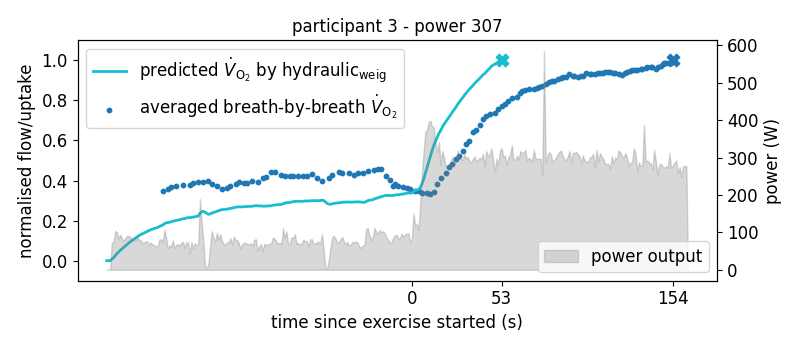 participant 3 - power 307
predicted V̇O₂ by hydraulic_weig
averaged breath-by-breath V̇O₂
normalised flow/uptake
1.0
0.8
0.6
0.4
0.2
0.0
600
500
400
300
200
100
0
power (W)
power output
0 53 154
time since exercise started (s)